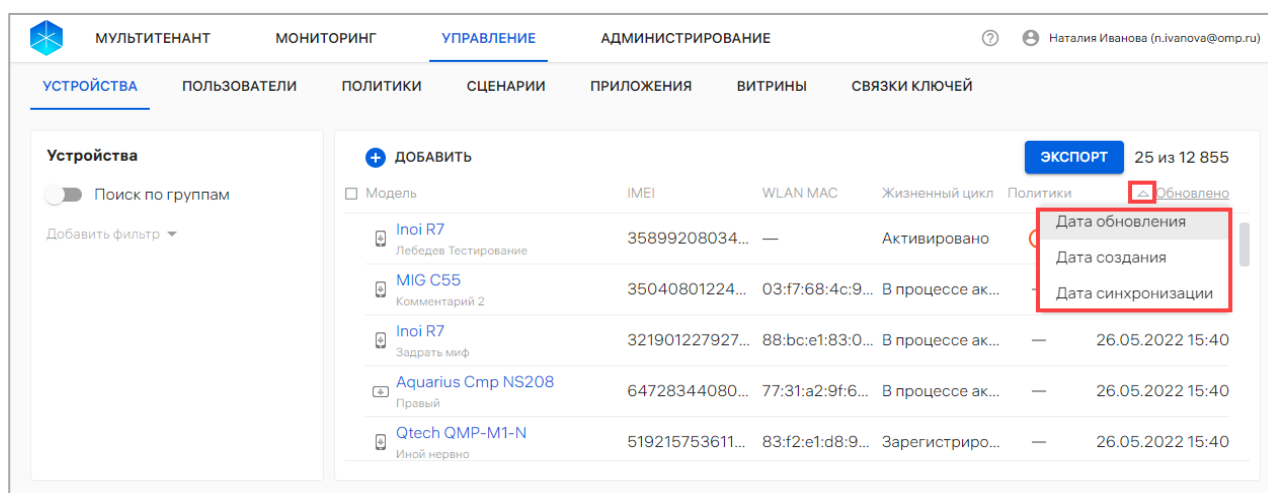 МУЛЬТИТЕНАНТ МОНИТОРИНГ УПРАВЛЕНИЕ АДМИНИСТРИРОВАНИЕ Наталия Иванова (n.ivanova@omp.ru)
УСТРОЙСТВА ПОЛЬЗОВАТЕЛИ ПОЛИТИКИ СЦЕНАРИИ ПРИЛОЖЕНИЯ ВИТРИНЫ СВЯЗКИ КЛЮЧЕЙ
Устройства
Поиск по группам
Добавить фильтр
ДОБАВИТЬ ЭКСПОРТ 25 из 12 855
Модель IMEI WLAN MAC Жизненный цикл Политики Обновлено
Дата обновления
Дата создания
Дата синхронизации
Inoi R7 35899208034... — Активировано
Лебедев Тестирование
MIG C55 35040801224... 03:f7:68:4c:9... В процессе ак...
Комментарий 2
Inoi R7 321901227927... 88:bc:e1:83:0... В процессе ак... — 26.05.2022 15:40
Задрать миф
Aquarius Cmp NS208 64728344080... 77:31:a2:9f:6... В процессе ак... — 26.05.2022 15:40
Правый
Qtech QMP-M1-N 519215753611... 83:f2:e1:d8:9... Зарегистриро... — 26.05.2022 15:40
Иной нервно